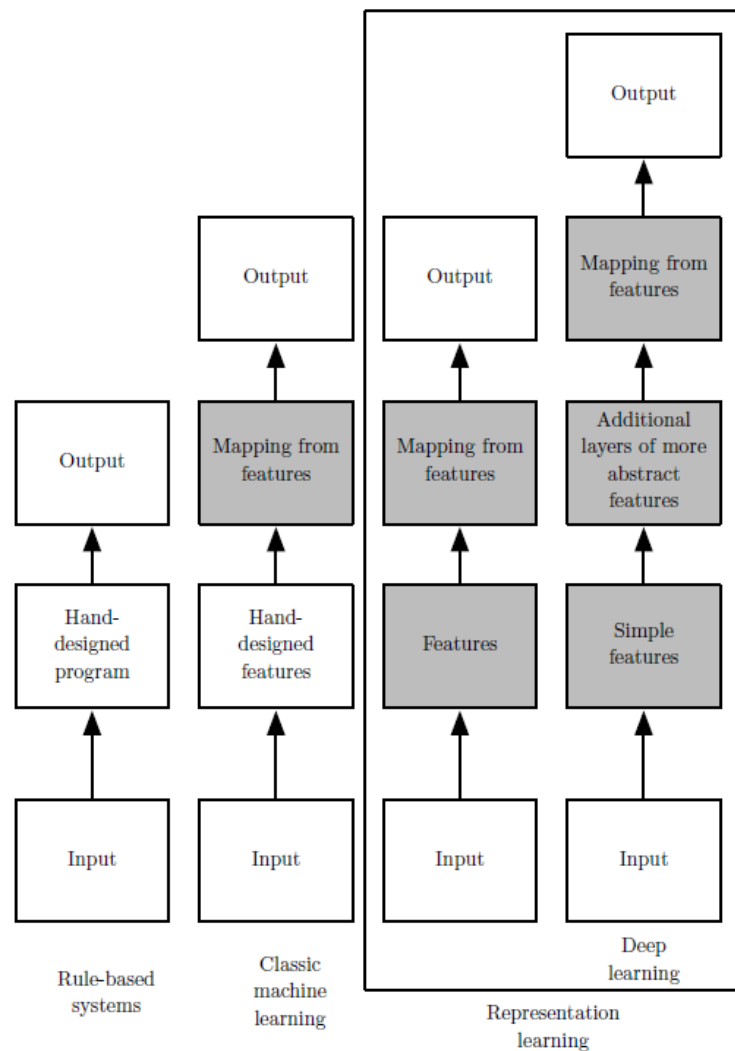 Output
Output
Output
Mapping from
features
Output
Mapping from
features
Mapping from
features
Additional
layers of more
abstract
features
Hand-
designed
program
Hand-
designed
features
Features
Simple
features
Input
Input
Input
Input
Rule-based
systems
Classic
machine
learning
Deep
learning
Representation
learning